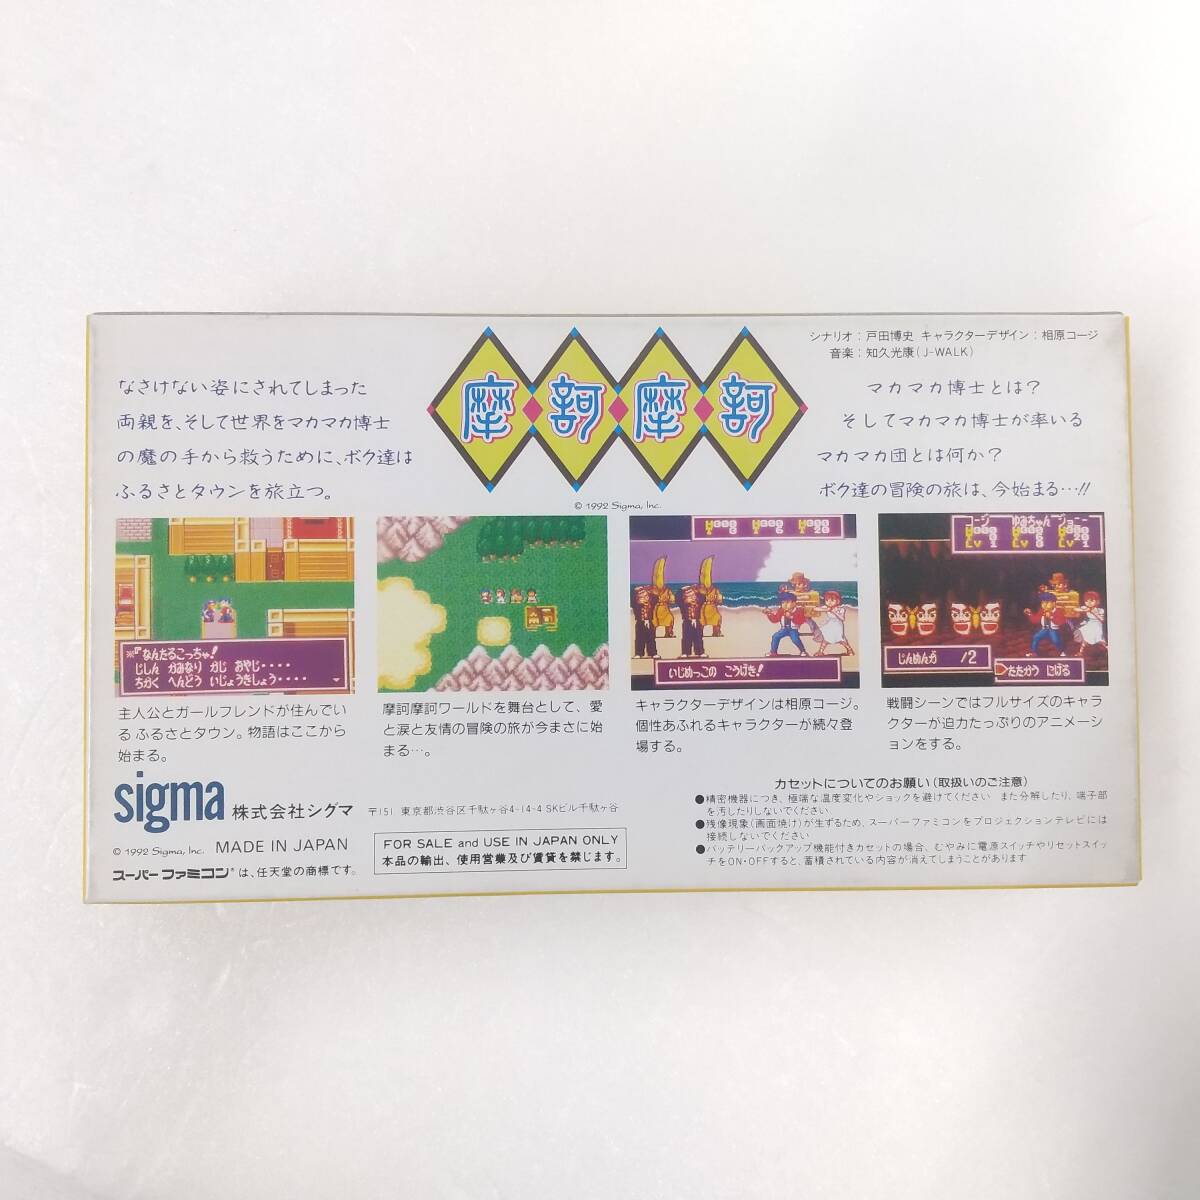 シナリオ：戸田博史 キャラクターデザイン：相原コージ
音楽：知久光康(J-WALK)
摩訶摩訶
© 1992 Sigma, Inc.
なさけない姿にされてしまった
両親を、そして世界をマカマカ博士
の魔の手から救うために、ボク達は
ふるさとタウンを旅立つ。
マカマカ博士とは？
そしてマカマカ博士が率いる
マカマカ団とは何か？
ボク達の冒険の旅は、今始まる…!!
※『なんたるこっちゃ!
じしん かみなり かじ おやじ・・・・
ちかく へんどう いじょうきしょう・・・・
主人公とガールフレンドが住んでい
る ふるさとタウン。物語はここから
始まる。
摩訶摩訶ワールドを舞台として、愛
と涙と友情の冒険の旅が今まさに始
まる…。
いじめっこの こうげき!
キャラクターデザインは相原コージ。
個性あふれるキャラクターが続々登
場する。
コージ ゆみちゃん ジョニー
じんめんが /2
たたかう にげる
戦闘シーンではフルサイズのキャラ
クターが迫力たっぷりのアニメーシ
ョンをする。
sigma 株式会社シグマ 〒151 東京都渋谷区千駄ヶ谷4-14-4 SKビル千駄ヶ谷
© 1992 Sigma, Inc. MADE IN JAPAN
スーパーファミコン®は、任天堂の商標です。
FOR SALE and USE IN JAPAN ONLY
本品の輸出、使用営業及び賃貸を禁じます。
カセットについてのお願い(取扱いのご注意)
●精密機器につき、極端な温度変化やショックを避けてください また分解したり、端子部
を汚したりしないでください
●残像現象(画面焼け)が生ずるため、スーパーファミコンをプロジェクションテレビには
接続しないでください
●バッテリーバックアップ機能付きカセットの場合、むやみに電源スイッチやリセットスイッ
チをON・OFFすると、蓄積されている内容が消えてしまうことがあります